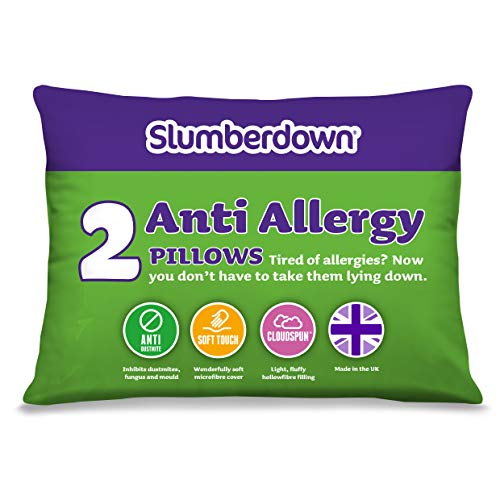 Slumberdown®
2 Anti Allergy
PILLOWS Tired of allergies? Now
you don't have to take them lying down.
ANTI
DUSTMITE
SOFT TOUCH
CLOUDSPUN™
Inhibits dustmites,
fungus and mould
Wonderfully soft
microfibre cover
Light, fluffy
hollowfibre filling
Made in the UK